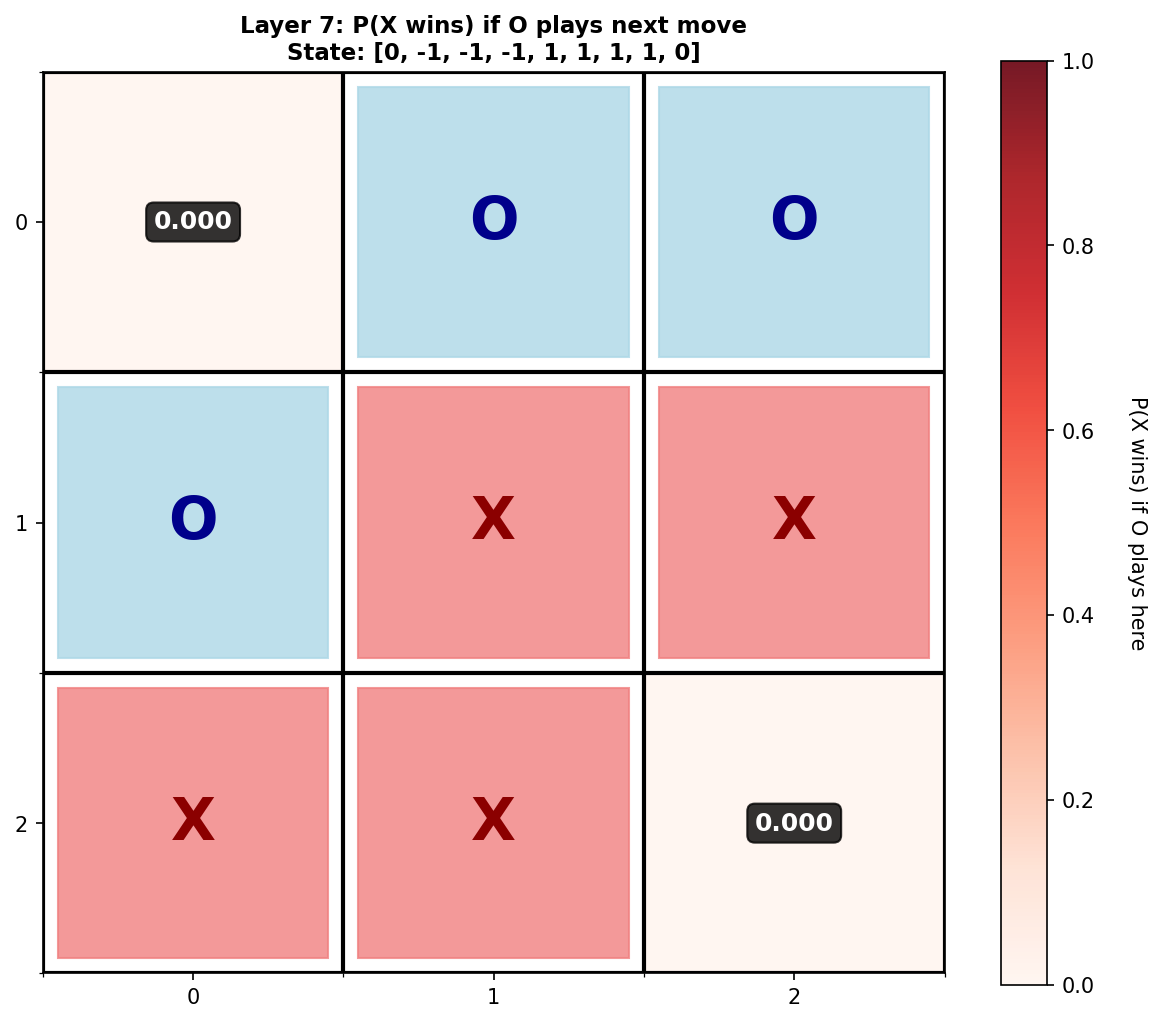 Layer 7: P(X wins) if O plays next move
State: [0, -1, -1, -1, 1, 1, 1, 1, 0]
0
0.000
O
O
1
O
X
X
2
X
X
0.000
0
1
2
1.0
0.8
0.6
0.4
0.2
0.0
P(X wins) if O plays here